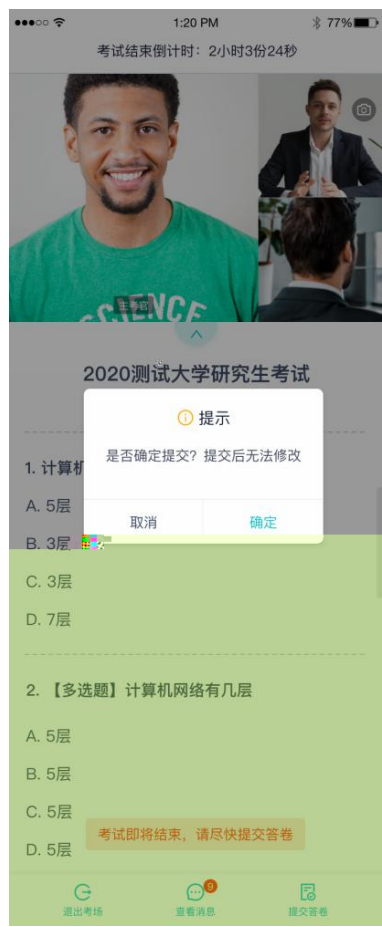 1:20 PM
77%
考试结束倒计时：2小时3份24秒
主考官
2020测试大学研究生考试
提示
是否确定提交？提交后无法修改
取消
确定
1. 计算机
A. 5层
B. 3层
C. 3层
D. 7层
2. 【多选题】计算机网络有几层
A. 5层
B. 5层
C. 5层
D. 5层
考试即将结束，请尽快提交答卷
9
退出考场
查看消息
提交答卷